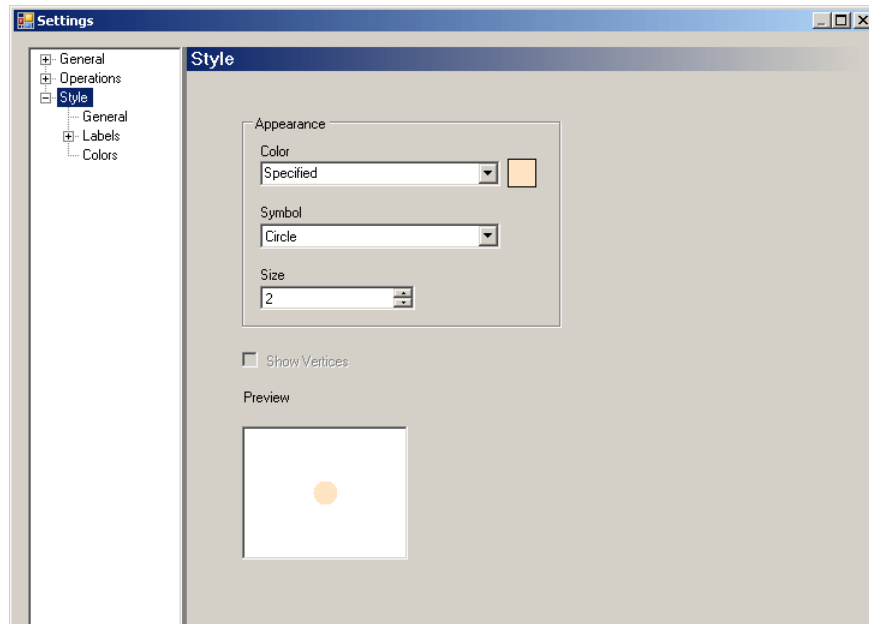 Settings
General
Operations
Style
General
Labels
Colors
Style
Appearance
Color
Specified
Symbol
Circle
Size
2
Show Vertices
Preview